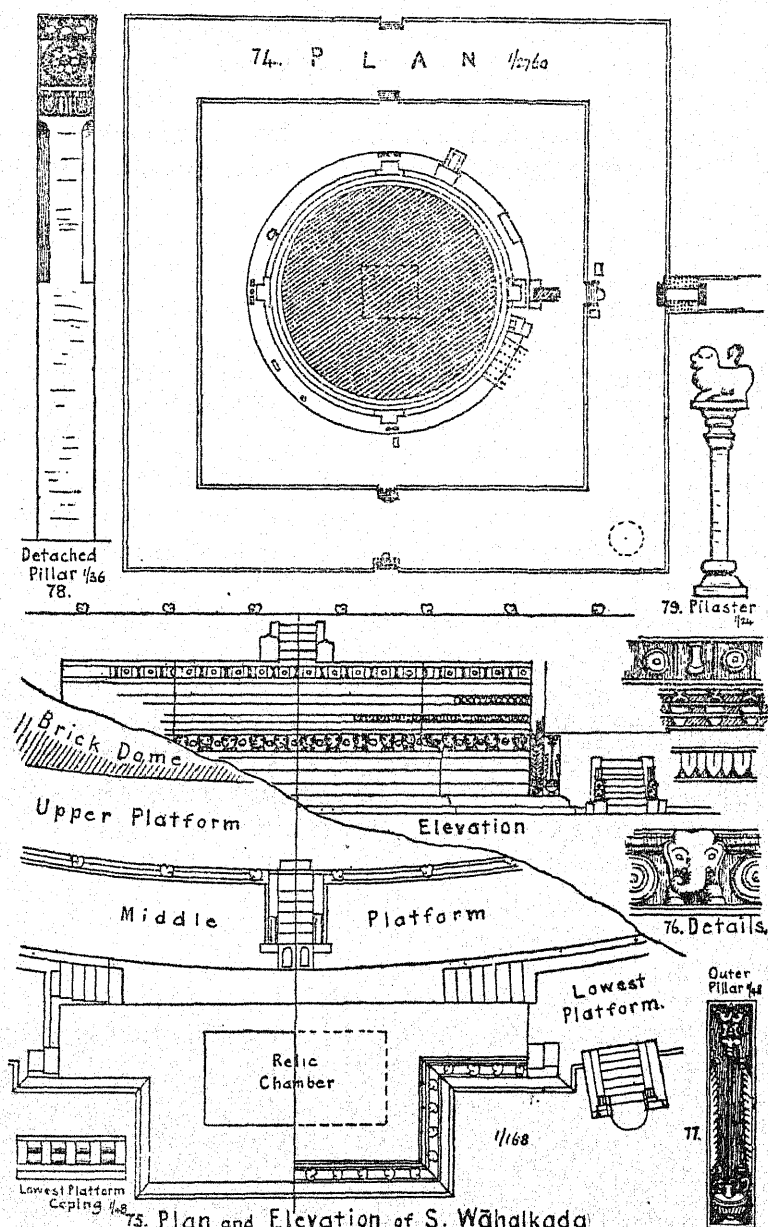 74. PLAN 1/2760
Detached
Pillar 1/36
78.
79. Pilaster
1/24
Brick Dome
Upper Platform
Elevation
Middle Platform
76. Details.
Lowest
Platform.
Outer
Pillar 1/48
Relic
Chamber
77.
1/168
Lowest Platform
Coping 1/48
75. Plan and Elevation of S. Wāhalkada